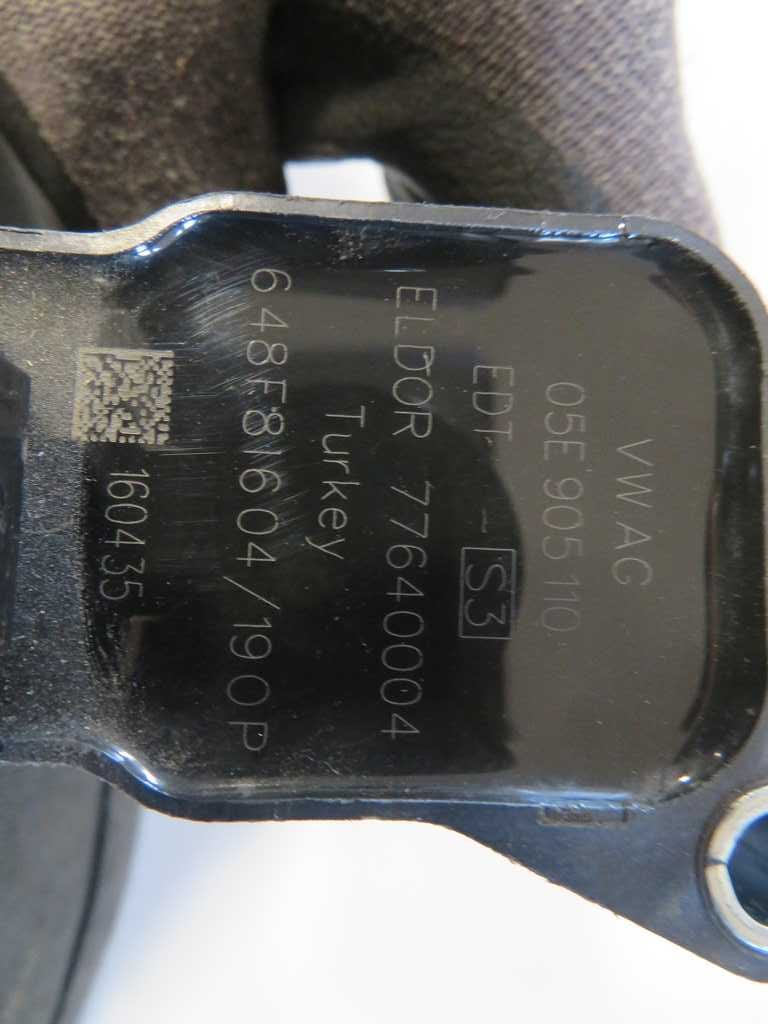 VW AG
05E 905 110
EDT - S3
ELDOR 77640004
Turkey
648F81604/190P
160435